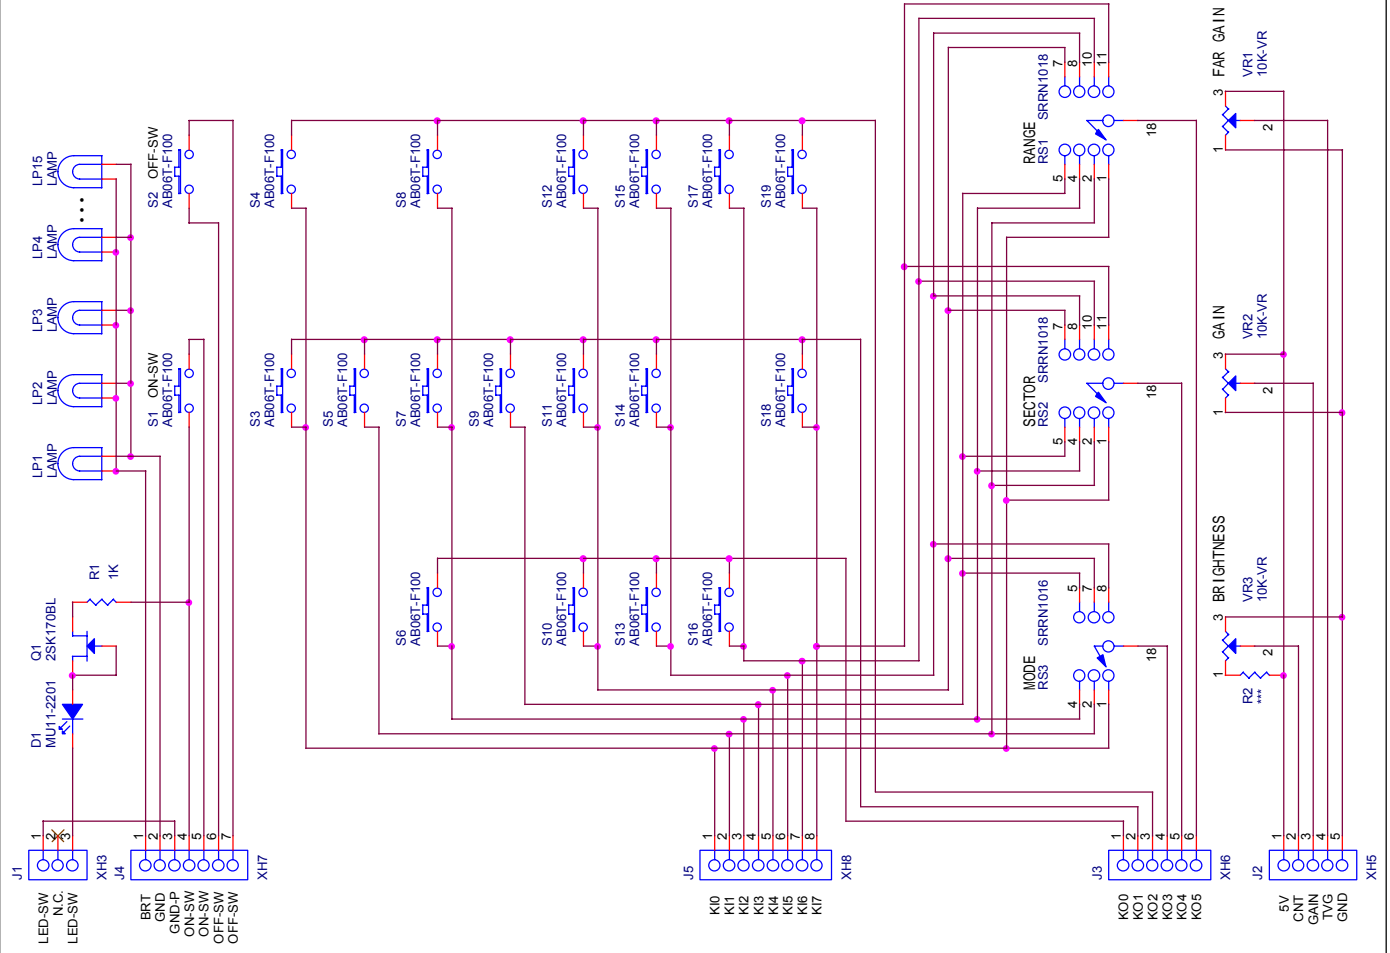 LP15
LAMP
LP4
LAMP
LP3
LAMP
LP2
LAMP
LP1
LAMP
S2 OFF-SW
AB06T-F100
S1 ON-SW
AB06T-F100
R1
1K
Q1
2SK170BL
D1
MU11-2201
J1
XH3
1
2
3
LED-SW
N.C.
LED-SW
J4
XH7
1
2
3
4
5
6
7
BRT
GND
GND-P
ON-SW
ON-SW
OFF-SW
OFF-SW
S4
AB06T-F100
S8
AB06T-F100
S12
AB06T-F100
S15
AB06T-F100
S17
AB06T-F100
S19
AB06T-F100
S3
AB06T-F100
S5
AB06T-F100
S7
AB06T-F100
S9
AB06T-F100
S11
AB06T-F100
S14
AB06T-F100
S18
AB06T-F100
S6
AB06T-F100
S10
AB06T-F100
S13
AB06T-F100
S16
AB06T-F100
J5
XH8
1
2
3
4
5
6
7
8
KI0
KI1
KI2
KI3
KI4
KI5
KI6
KI7
RANGE
RS1
SRRN1018
7
8
10
11
5
4
2
1
18
SECTOR
RS2
SRRN1018
7
8
10
11
5
4
2
1
18
MODE
RS3
SRRN1016
5
7
8
4
2
1
18
J3
XH6
1
2
3
4
5
6
KO0
KO1
KO2
KO3
KO4
KO5
FAR GAIN
VR1
10K-VR
3
2
1
GAIN
VR2
10K-VR
3
2
1
BRIGHTNESS
VR3
10K-VR
3
2
1
R2
***
J2
XH5
1
2
3
4
5
5V
CNT
GAIN
TVG
GND